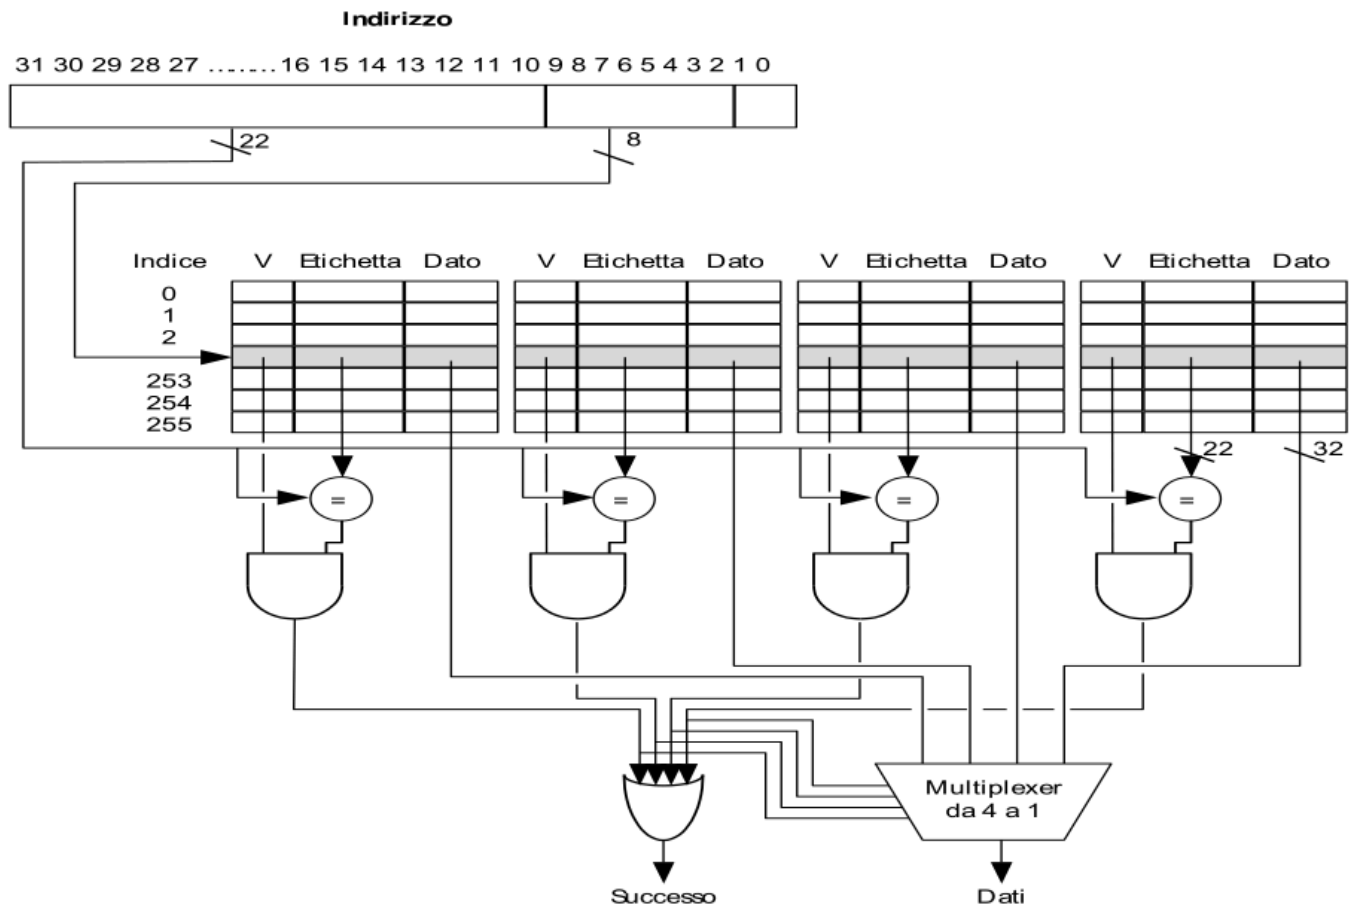 Indirizzo
31 30 29 28 27 ......... 16 15 14 13 12 11 10 9 8 7 6 5 4 3 2 1 0
22
8
Indice V Etichetta Dato V Etichetta Dato V Etichetta Dato V Etichetta Dato
0
1
2
253
254
255
22 32
= = = =
Multiplexer
da 4 a 1
Successo Dati